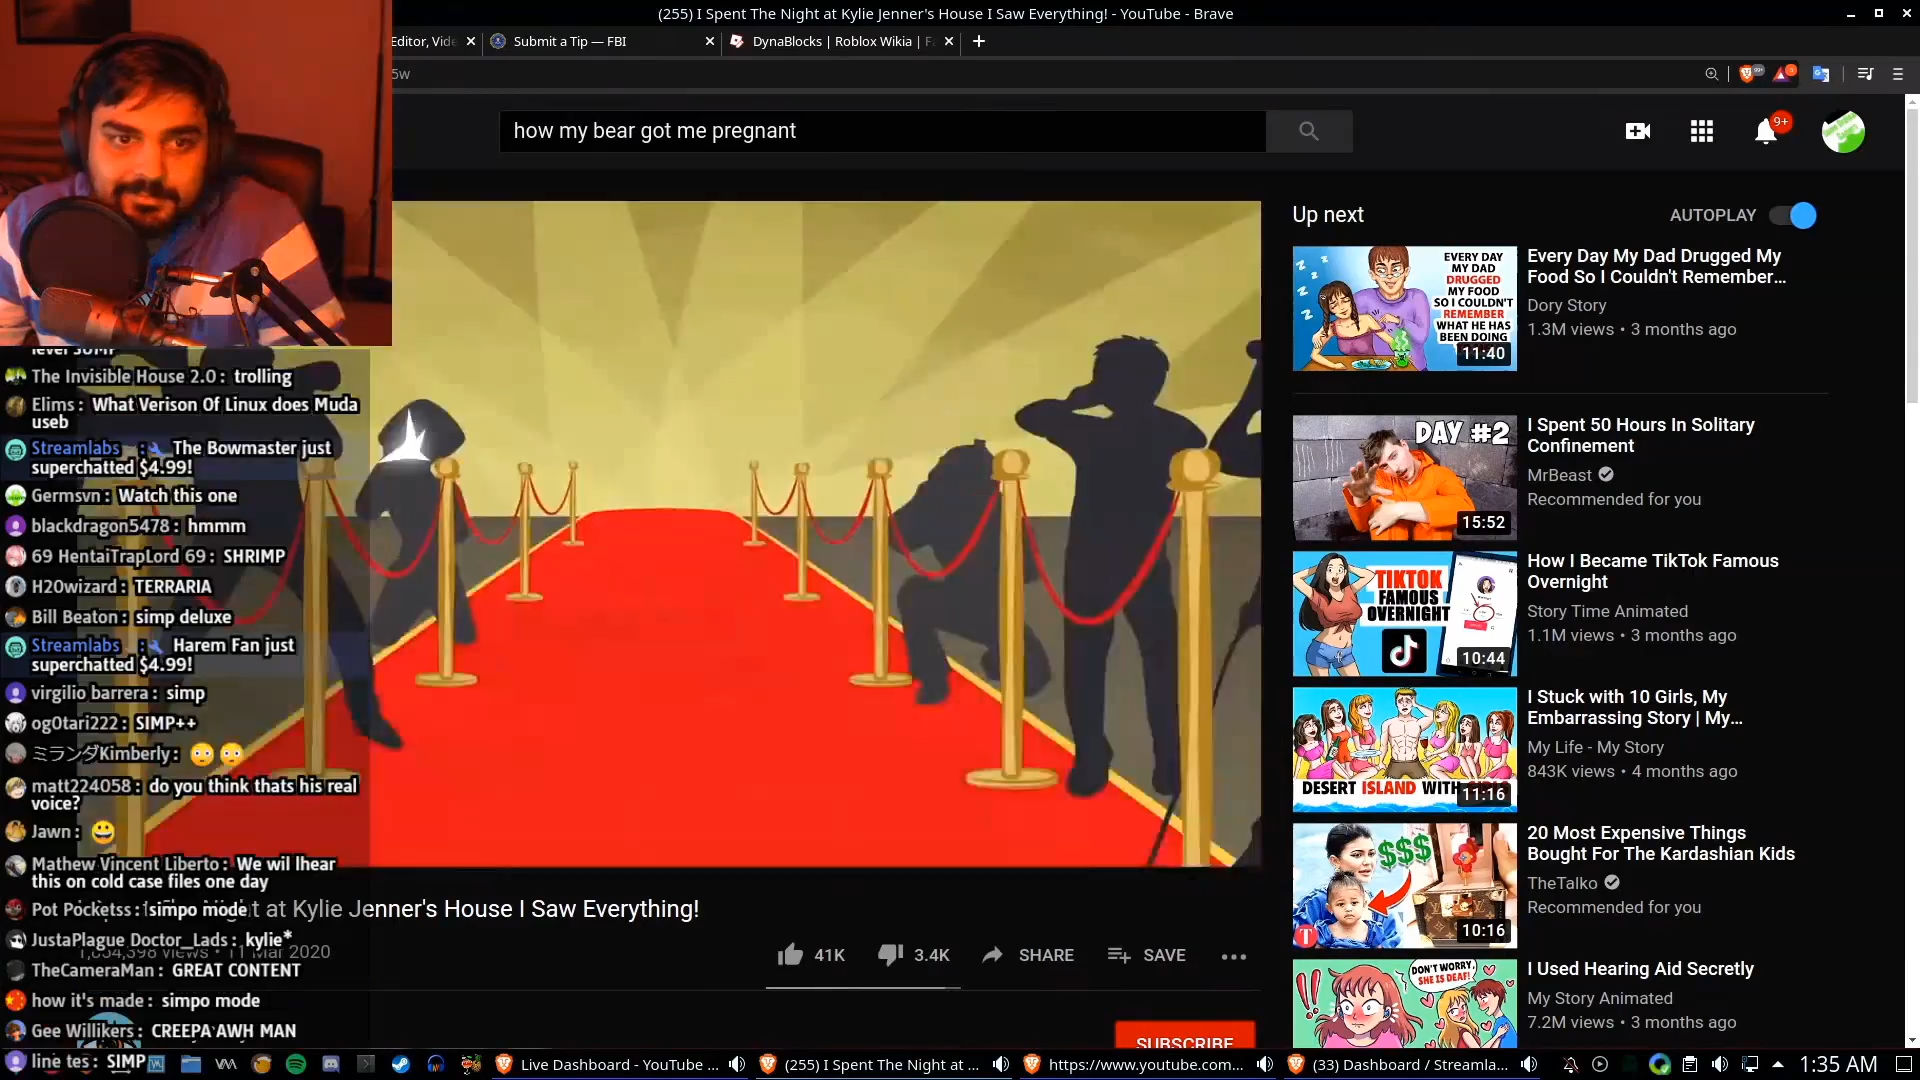 (255) I Spent The Night at Kylie Jenner's House I Saw Everything! - YouTube - Brave
Editor, Vide
Submit a Tip — FBI
DynaBlocks | Roblox Wikia | F
5w
99+
how my bear got me pregnant
9+
Up next
AUTOPLAY
EVERY DAY
MY DAD
DRUGGED
MY FOOD
SO I COULDN'T
REMEMBER
WHAT HE HAS
BEEN DOING
11:40
Every Day My Dad Drugged My
Food So I Couldn't Remember...
Dory Story
1.3M views • 3 months ago
DAY #2
15:52
I Spent 50 Hours In Solitary
Confinement
MrBeast
Recommended for you
TIKTOK
FAMOUS
OVERNIGHT
10:44
How I Became TikTok Famous
Overnight
Story Time Animated
1.1M views • 3 months ago
DESERT ISLAND WITH
11:16
I Stuck with 10 Girls, My
Embarrassing Story | My...
My Life - My Story
843K views • 4 months ago
$$$
T
10:16
20 Most Expensive Things
Bought For The Kardashian Kids
TheTalko
Recommended for you
DON'T WORRY,
SHE IS DEAF!
I Used Hearing Aid Secretly
My Story Animated
7.2M views • 3 months ago
The Invisible House 2.0 : trolling
Elims : What Verison Of Linux does Muda
useb
Streamlabs : The Bowmaster just
superchatted $4.99!
Germsvn : Watch this one
blackdragon5478 : hmmm
69 HentaiTrapLord 69 : SHRIMP
H20wizard : TERRARIA
Bill Beaton : simp deluxe
Streamlabs : Harem Fan just
superchatted $4.99!
virgilio barrera : simp
og0tari222 : SIMP++
ミランダKimberly : 😳 😳
matt224058 : do you think thats his real
voice?
Jawn : 😀
Mathew Vincent Liberto : We wil lhear
this on cold case files one day
Pot Pocketss : simpo mode
JustaPlague Doctor_Lads : kylie*
TheCameraMan : GREAT CONTENT
how it's made : simpo mode
Gee Willikers : CREEPA AWH MAN
line tes : SIMP
t at Kylie Jenner's House I Saw Everything!
views • 11 Mar 2020
41K
3.4K
SHARE
SAVE
SUBSCRIBE
Live Dashboard - YouTube ...
(255) I Spent The Night at ...
https://www.youtube.com...
(33) Dashboard / Streamla...
1:35 AM